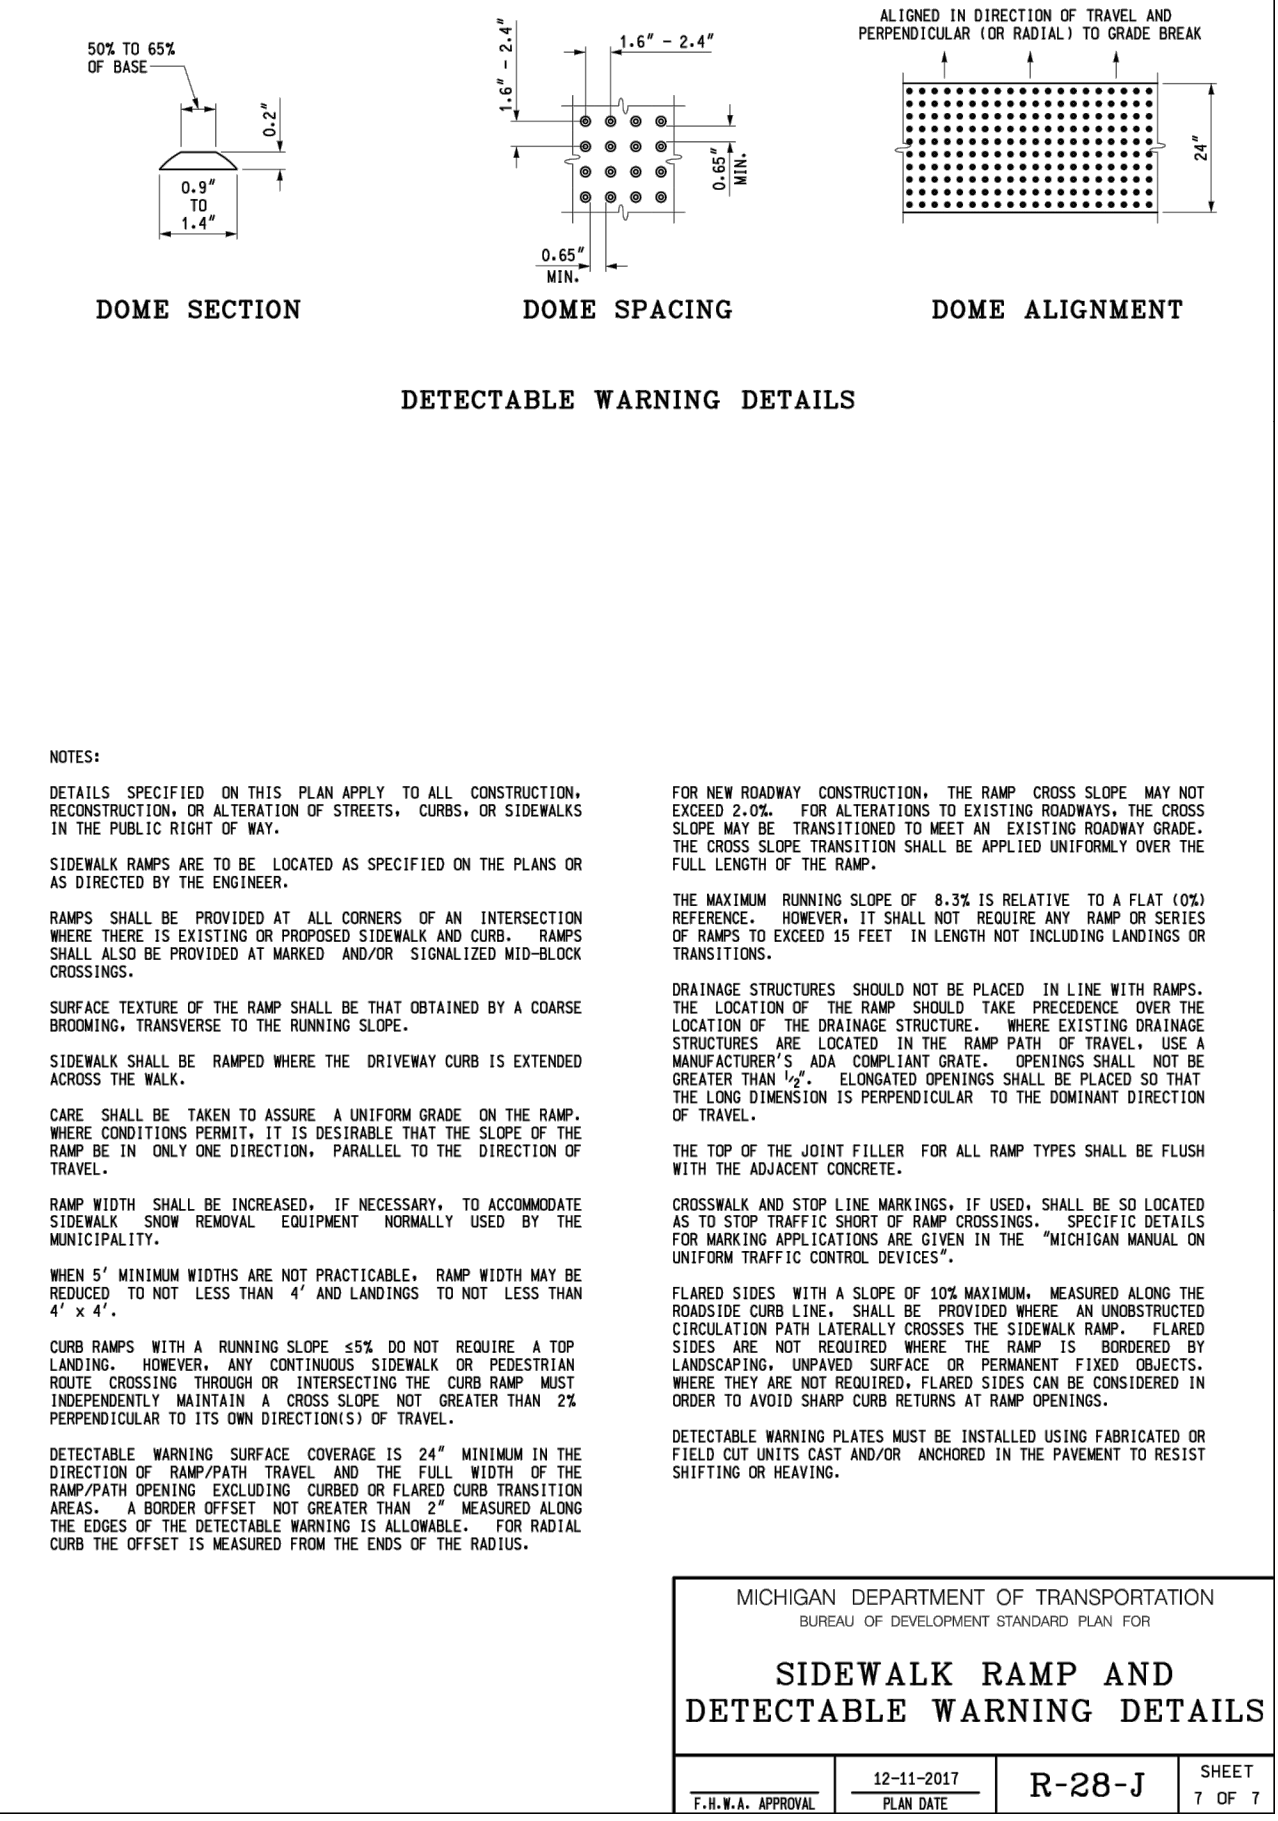 50% TO 65%
OF BASE
0.2"
0.9"
TO
1.4"
DOME SECTION
1.6" - 2.4"
1.6" - 2.4"
0.65"
MIN.
0.65"
MIN.
DOME SPACING
ALIGNED IN DIRECTION OF TRAVEL AND
PERPENDICULAR (OR RADIAL) TO GRADE BREAK
24"
DOME ALIGNMENT
DETECTABLE WARNING DETAILS
NOTES:
DETAILS SPECIFIED ON THIS PLAN APPLY TO ALL CONSTRUCTION,
RECONSTRUCTION, OR ALTERATION OF STREETS, CURBS, OR SIDEWALKS
IN THE PUBLIC RIGHT OF WAY.
SIDEWALK RAMPS ARE TO BE LOCATED AS SPECIFIED ON THE PLANS OR
AS DIRECTED BY THE ENGINEER.
RAMPS SHALL BE PROVIDED AT ALL CORNERS OF AN INTERSECTION
WHERE THERE IS EXISTING OR PROPOSED SIDEWALK AND CURB. RAMPS
SHALL ALSO BE PROVIDED AT MARKED AND/OR SIGNALIZED MID-BLOCK
CROSSINGS.
SURFACE TEXTURE OF THE RAMP SHALL BE THAT OBTAINED BY A COARSE
BROOMING, TRANSVERSE TO THE RUNNING SLOPE.
SIDEWALK SHALL BE RAMPED WHERE THE DRIVEWAY CURB IS EXTENDED
ACROSS THE WALK.
CARE SHALL BE TAKEN TO ASSURE A UNIFORM GRADE ON THE RAMP.
WHERE CONDITIONS PERMIT, IT IS DESIRABLE THAT THE SLOPE OF THE
RAMP BE IN ONLY ONE DIRECTION, PARALLEL TO THE DIRECTION OF
TRAVEL.
RAMP WIDTH SHALL BE INCREASED, IF NECESSARY, TO ACCOMMODATE
SIDEWALK SNOW REMOVAL EQUIPMENT NORMALLY USED BY THE
MUNICIPALITY.
WHEN 5' MINIMUM WIDTHS ARE NOT PRACTICABLE, RAMP WIDTH MAY BE
REDUCED TO NOT LESS THAN 4' AND LANDINGS TO NOT LESS THAN
4' x 4'.
CURB RAMPS WITH A RUNNING SLOPE ≤5% DO NOT REQUIRE A TOP
LANDING. HOWEVER, ANY CONTINUOUS SIDEWALK OR PEDESTRIAN
ROUTE CROSSING THROUGH OR INTERSECTING THE CURB RAMP MUST
INDEPENDENTLY MAINTAIN A CROSS SLOPE NOT GREATER THAN 2%
PERPENDICULAR TO ITS OWN DIRECTION(S) OF TRAVEL.
DETECTABLE WARNING SURFACE COVERAGE IS 24" MINIMUM IN THE
DIRECTION OF RAMP/PATH TRAVEL AND THE FULL WIDTH OF THE
RAMP/PATH OPENING EXCLUDING CURBED OR FLARED CURB TRANSITION
AREAS. A BORDER OFFSET NOT GREATER THAN 2" MEASURED ALONG
THE EDGES OF THE DETECTABLE WARNING IS ALLOWABLE. FOR RADIAL
CURB THE OFFSET IS MEASURED FROM THE ENDS OF THE RADIUS.
FOR NEW ROADWAY CONSTRUCTION, THE RAMP CROSS SLOPE MAY NOT
EXCEED 2.0%. FOR ALTERATIONS TO EXISTING ROADWAYS, THE CROSS
SLOPE MAY BE TRANSITIONED TO MEET AN EXISTING ROADWAY GRADE.
THE CROSS SLOPE TRANSITION SHALL BE APPLIED UNIFORMLY OVER THE
FULL LENGTH OF THE RAMP.
THE MAXIMUM RUNNING SLOPE OF 8.3% IS RELATIVE TO A FLAT (0%)
REFERENCE. HOWEVER, IT SHALL NOT REQUIRE ANY RAMP OR SERIES
OF RAMPS TO EXCEED 15 FEET IN LENGTH NOT INCLUDING LANDINGS OR
TRANSITIONS.
DRAINAGE STRUCTURES SHOULD NOT BE PLACED IN LINE WITH RAMPS.
THE LOCATION OF THE RAMP SHOULD TAKE PRECEDENCE OVER THE
LOCATION OF THE DRAINAGE STRUCTURE. WHERE EXISTING DRAINAGE
STRUCTURES ARE LOCATED IN THE RAMP PATH OF TRAVEL, USE A
MANUFACTURER'S ADA COMPLIANT GRATE. OPENINGS SHALL NOT BE
GREATER THAN 1/2". ELONGATED OPENINGS SHALL BE PLACED SO THAT
THE LONG DIMENSION IS PERPENDICULAR TO THE DOMINANT DIRECTION
OF TRAVEL.
THE TOP OF THE JOINT FILLER FOR ALL RAMP TYPES SHALL BE FLUSH
WITH THE ADJACENT CONCRETE.
CROSSWALK AND STOP LINE MARKINGS, IF USED, SHALL BE SO LOCATED
AS TO STOP TRAFFIC SHORT OF RAMP CROSSINGS. SPECIFIC DETAILS
FOR MARKING APPLICATIONS ARE GIVEN IN THE "MICHIGAN MANUAL ON
UNIFORM TRAFFIC CONTROL DEVICES".
FLARED SIDES WITH A SLOPE OF 10% MAXIMUM, MEASURED ALONG THE
ROADSIDE CURB LINE, SHALL BE PROVIDED WHERE AN UNOBSTRUCTED
CIRCULATION PATH LATERALLY CROSSES THE SIDEWALK RAMP. FLARED
SIDES ARE NOT REQUIRED WHERE THE RAMP IS BORDERED BY
LANDSCAPING, UNPAVED SURFACE OR PERMANENT FIXED OBJECTS.
WHERE THEY ARE NOT REQUIRED, FLARED SIDES CAN BE CONSIDERED IN
ORDER TO AVOID SHARP CURB RETURNS AT RAMP OPENINGS.
DETECTABLE WARNING PLATES MUST BE INSTALLED USING FABRICATED OR
FIELD CUT UNITS CAST AND/OR ANCHORED IN THE PAVEMENT TO RESIST
SHIFTING OR HEAVING.
MICHIGAN DEPARTMENT OF TRANSPORTATION
BUREAU OF DEVELOPMENT STANDARD PLAN FOR
SIDEWALK RAMP AND
DETECTABLE WARNING DETAILS
F.H.W.A. APPROVAL
12-11-2017
PLAN DATE
R-28-J
SHEET
7 OF 7